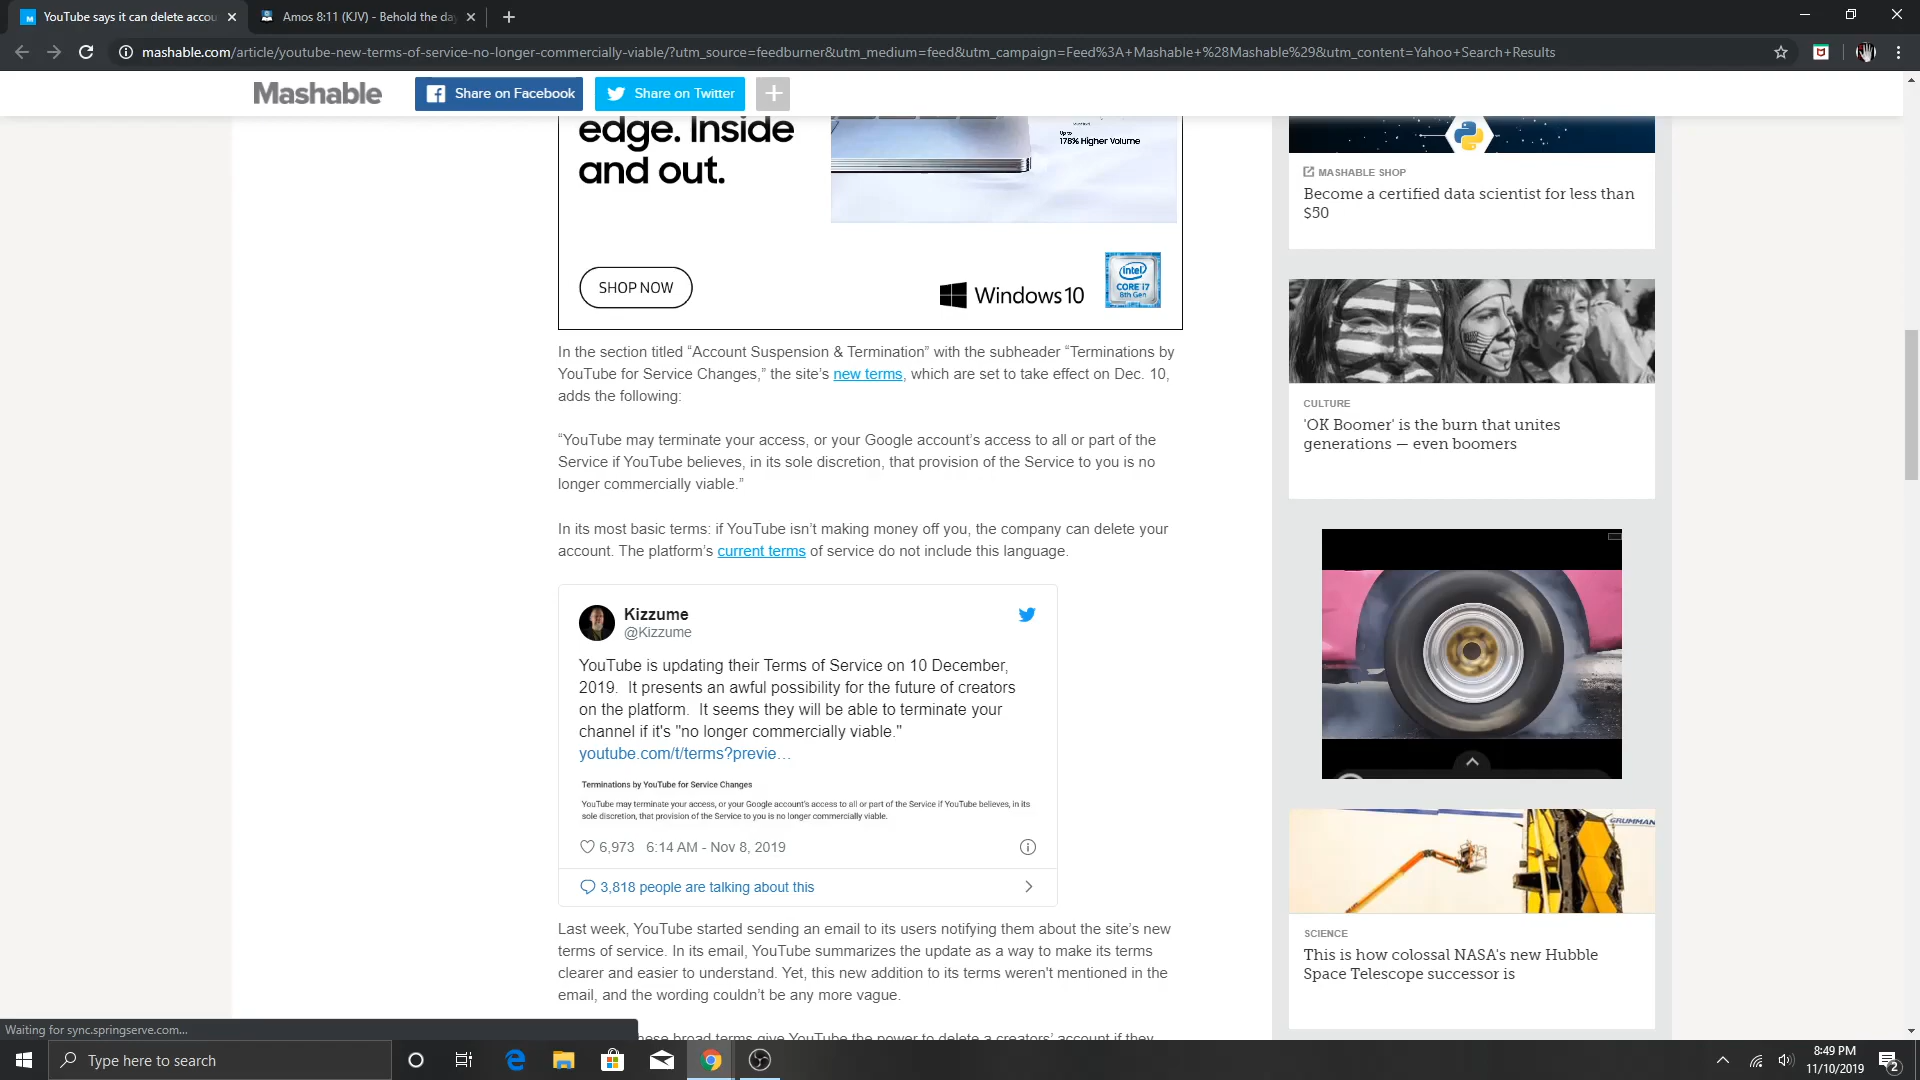 YouTube says it can delete accou
Amos 8:11 (KJV) - Behold the da
mashable.com/article/youtube-new-terms-of-service-no-longer-commercially-viable/?utm_source=feedburner&utm_medium=feed&utm_campaign=Feed%3A+Mashable+%28Mashable%29&utm_content=Yahoo+Search+Results
Mashable
Share on Facebook
Share on Twitter
edge. Inside
and out.
Up to
178% Higher Volume
SHOP NOW
Windows 10
intel
CORE i7
8th Gen
In the section titled “Account Suspension & Termination” with the subheader “Terminations by
YouTube for Service Changes,” the site’s new terms, which are set to take effect on Dec. 10,
adds the following:
“YouTube may terminate your access, or your Google account’s access to all or part of the
Service if YouTube believes, in its sole discretion, that provision of the Service to you is no
longer commercially viable.”
In its most basic terms: if YouTube isn’t making money off you, the company can delete your
account. The platform’s current terms of service do not include this language.
Kizzume
@Kizzume
YouTube is updating their Terms of Service on 10 December,
2019.  It presents an awful possibility for the future of creators
on the platform.  It seems they will be able to terminate your
channel if it's "no longer commercially viable."
youtube.com/t/terms?previe…
Terminations by YouTube for Service Changes
YouTube may terminate your access, or your Google account's access to all or part of the Service if YouTube believes, in its
sole discretion, that provision of the Service to you is no longer commercially viable.
6,973 6:14 AM - Nov 8, 2019
3,818 people are talking about this
Last week, YouTube started sending an email to its users notifying them about the site’s new
terms of service. In its email, YouTube summarizes the update as a way to make its terms
clearer and easier to understand. Yet, this new addition to its terms weren't mentioned in the
email, and the wording couldn’t be any more vague.
hese broad terms give YouTube the power to delete a creators’ account if they
MASHABLE SHOP
Become a certified data scientist for less than
$50
CULTURE
'OK Boomer' is the burn that unites
generations — even boomers
GRUMMAN
SCIENCE
This is how colossal NASA's new Hubble
Space Telescope successor is
Waiting for sync.springserve.com...
Type here to search
8:49 PM
11/10/2019
2